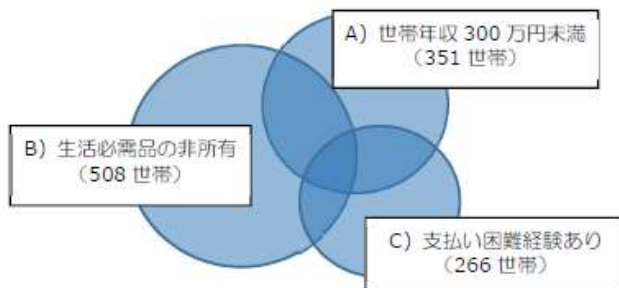 A) 世帯年収 300 万円未満
（351 世帯）
B) 生活必需品の非所有
（508 世帯）
C) 支払い困難経験あり
（266 世帯）